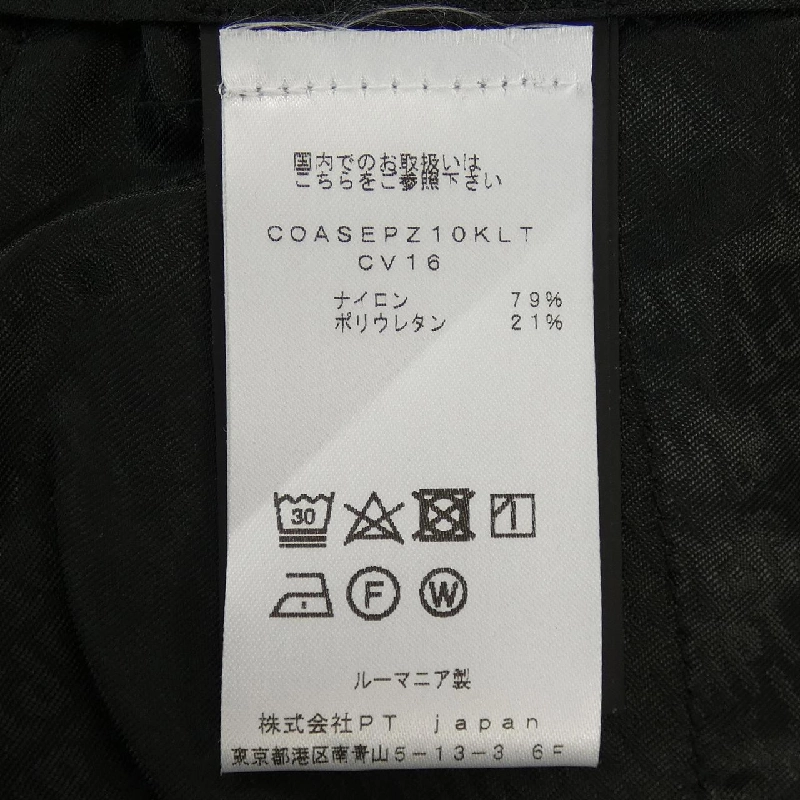 国内でのお取扱いは
こちらをご参照下さい
COASEPZ10KLT
CV16
ナイロン 79%
ポリウレタン 21%
30
F W
ルーマニア製
株式会社PT japan
東京都港区南青山5-13-3 6F